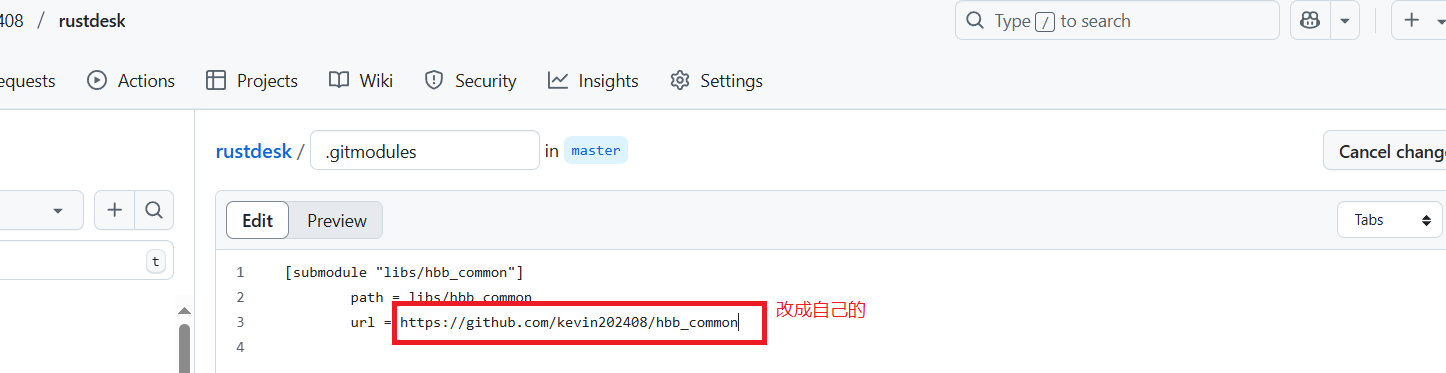 408 / rustdesk
Type / to search
equests Actions Projects Wiki Security Insights Settings
rustdesk / .gitmodules in master
Cancel chang
Edit Preview
Tabs
t
1 [submodule "libs/hbb_common"]
2 path = libs/hbb_common
3 url = https://github.com/kevin202408/hbb_common
改成自己的
4